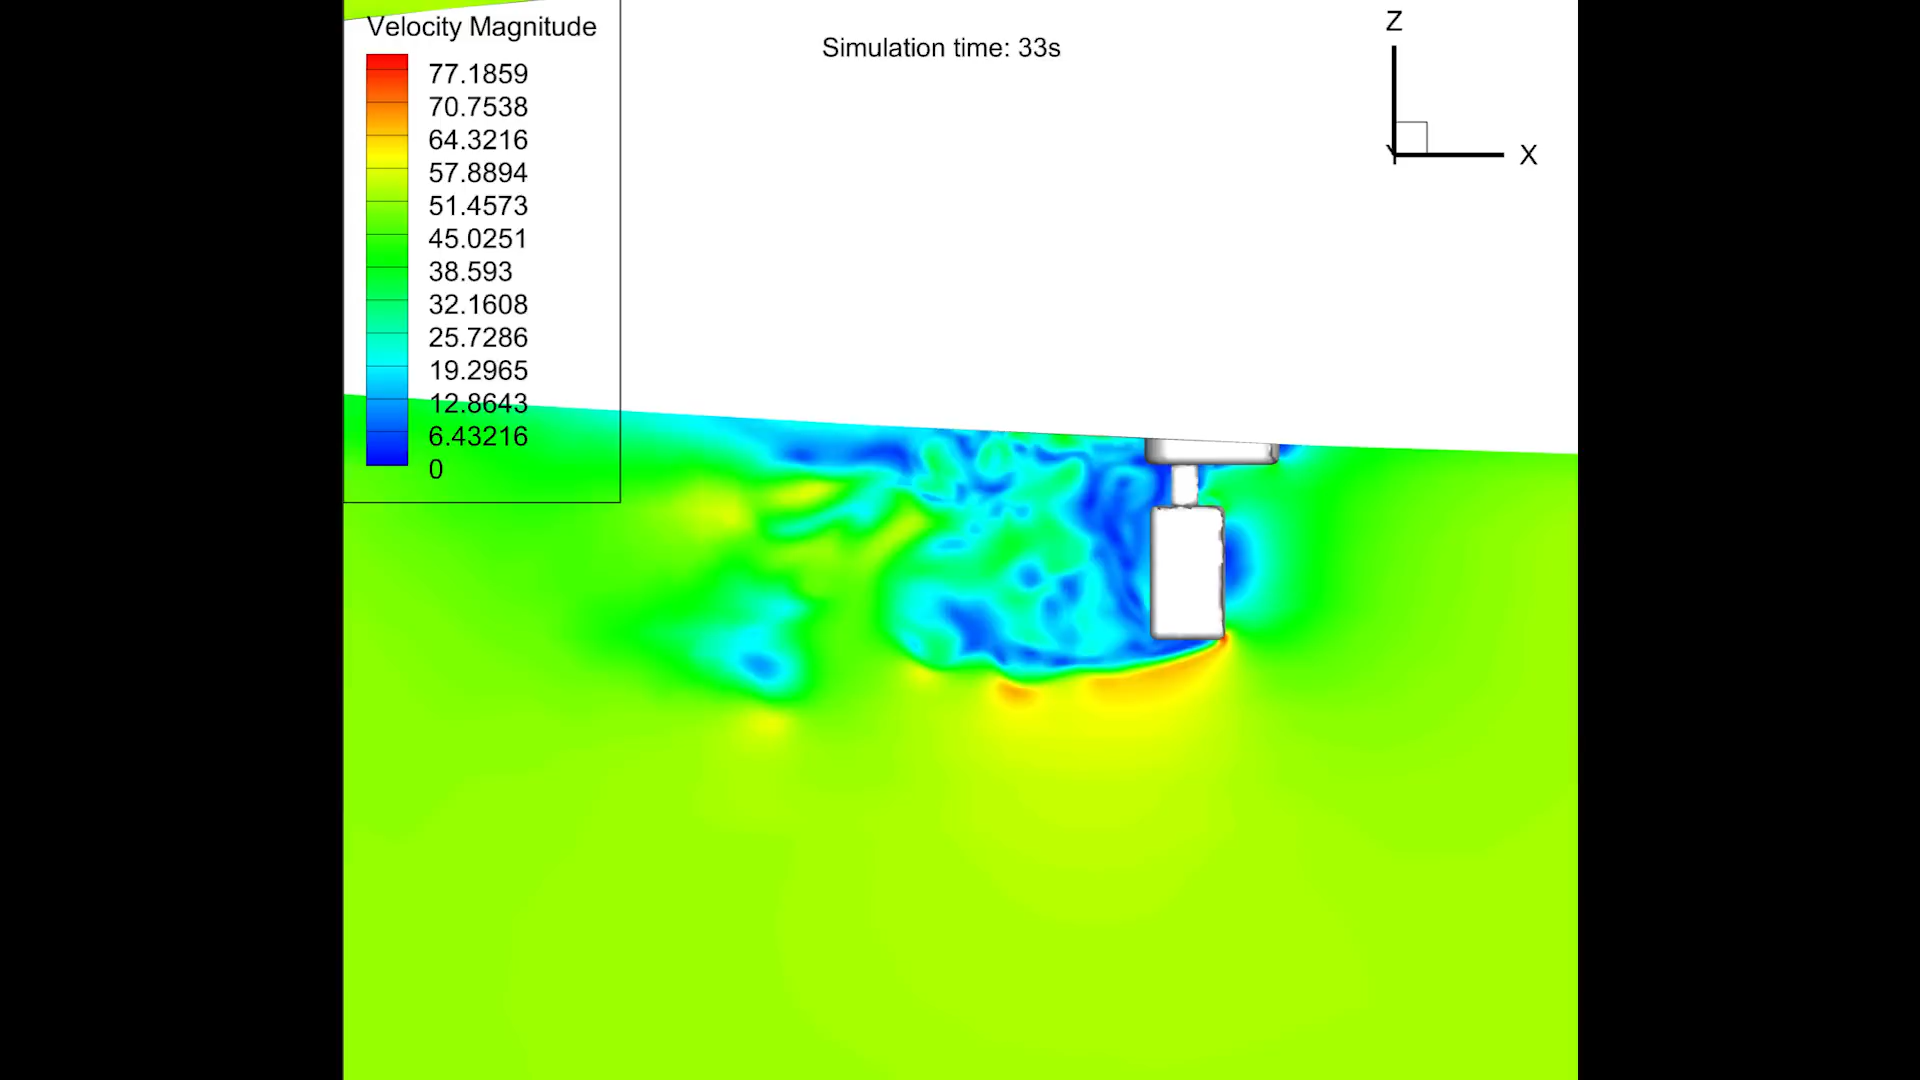 Velocity Magnitude
77.1859
70.7538
64.3216
57.8894
51.4573
45.0251
38.593
32.1608
25.7286
19.2965
12.8643
6.43216
0
Simulation time: 33s
Z
Y
X